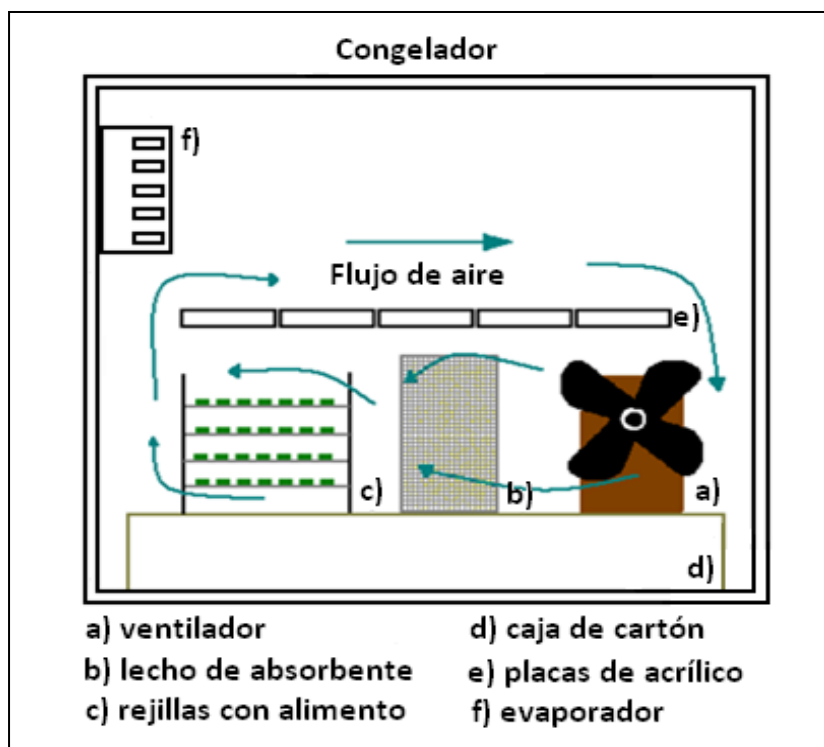 Congelador
f)
Flujo de aire
e)
c)
b)
a)
d)
a) ventilador
d) caja de cartón
b) lecho de absorbente
e) placas de acrílico
c) rejillas con alimento
f) evaporador